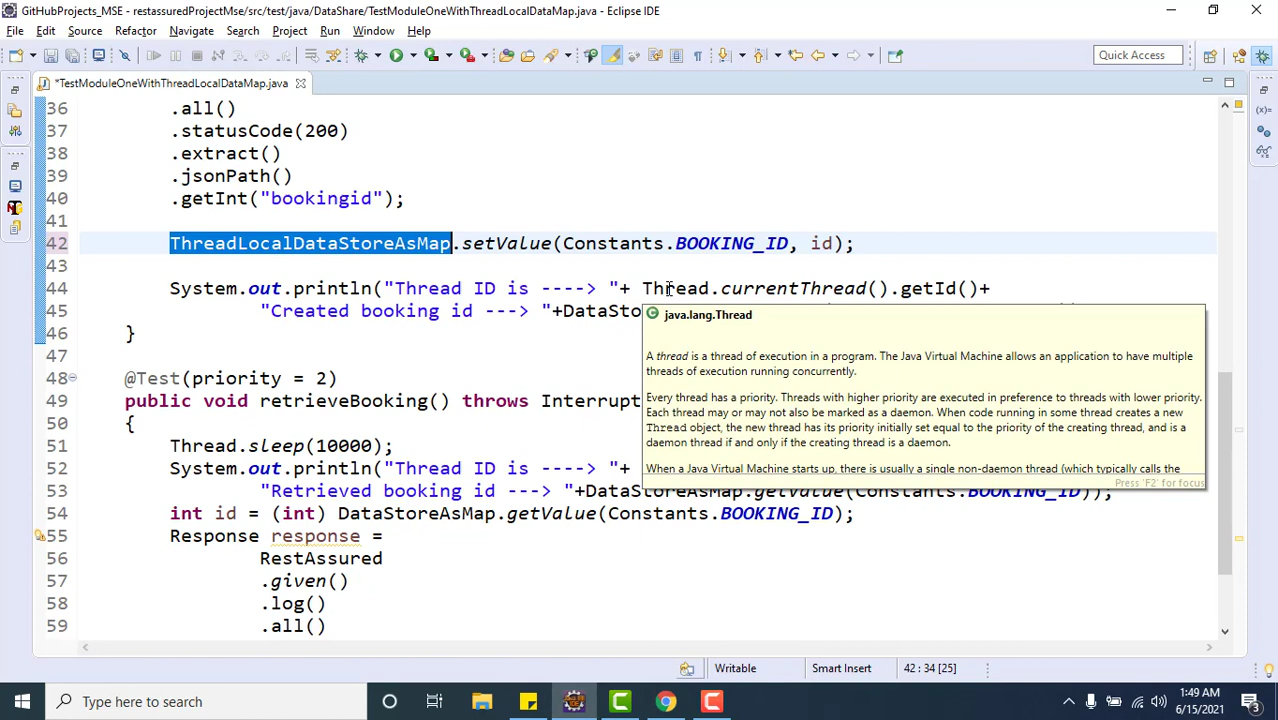 GitHubProjects_MSE - restassuredProjectMse/src/test/java/DataShare/TestModuleOneWithThreadLocalDataMap.java - Eclipse IDE
File Edit Source Refactor Navigate Search Project Run Window Help
Quick Access
*TestModuleOneWithThreadLocalDataMap.java
36 .all()
37 .statusCode(200)
38 .extract()
39 .jsonPath()
40 .getInt("bookingid");
41
42 ThreadLocalDataStoreAsMap.setValue(Constants.BOOKING_ID, id);
43
44 System.out.println("Thread ID is ----> "+ Thread.currentThread().getId()+
45 "Created booking id ---> "+DataSto
46 }
47
48 @Test(priority = 2)
49 public void retrieveBooking() throws Interrupt
50 {
51 Thread.sleep(10000);
52 System.out.println("Thread ID is ----> "+
53 "Retrieved booking id ---> "+DataStoreAsMap.getValue(Constants.BOOKING_ID));
54 int id = (int) DataStoreAsMap.getValue(Constants.BOOKING_ID);
55 Response response =
56 RestAssured
57 .given()
58 .log()
59 .all()
java.lang.Thread
A thread is a thread of execution in a program. The Java Virtual Machine allows an application to have multiple
threads of execution running concurrently.
Every thread has a priority. Threads with higher priority are executed in preference to threads with lower priority.
Each thread may or may not also be marked as a daemon. When code running in some thread creates a new
Thread object, the new thread has its priority initially set equal to the priority of the creating thread, and is a
daemon thread if and only if the creating thread is a daemon.
When a Java Virtual Machine starts up, there is usually a single non-daemon thread (which typically calls the
Press 'F2' for focus
Writable Smart Insert 42 : 34 [25]
Type here to search
1:49 AM
6/15/2021
3